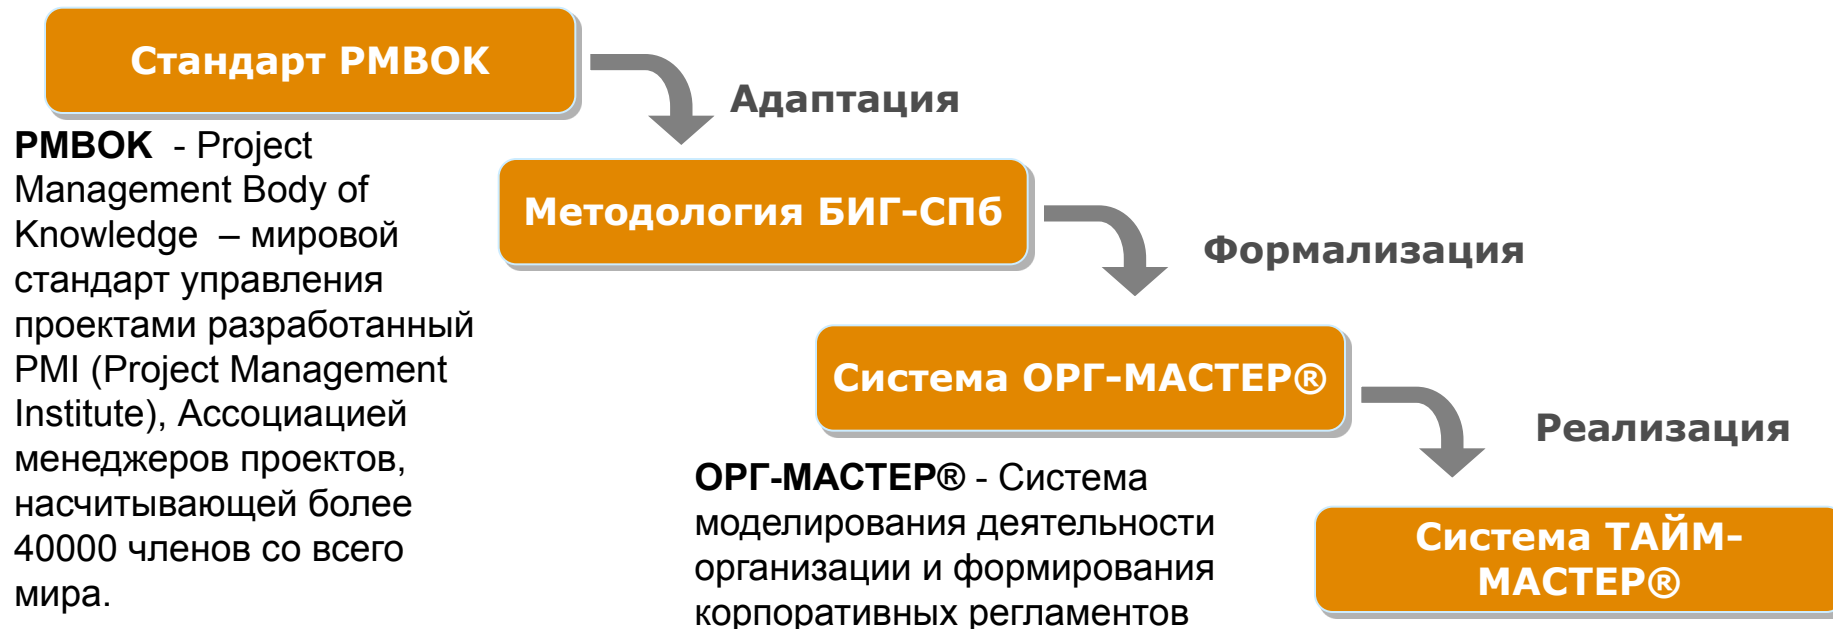 Стандарт PMBOK
Адаптация
PMBOK - Project
Management Body of
Knowledge – мировой
стандарт управления
проектами разработанный
PMI (Project Management
Institute), Ассоциацией
менеджеров проектов,
насчитывающей более
40000 членов со всего
мира.
Методология БИГ-СПб
Формализация
Система ОРГ-МАСТЕР®
Реализация
ОРГ-МАСТЕР® - Система
моделирования деятельности
организации и формирования
корпоративных регламентов
Система ТАЙМ-
МАСТЕР®